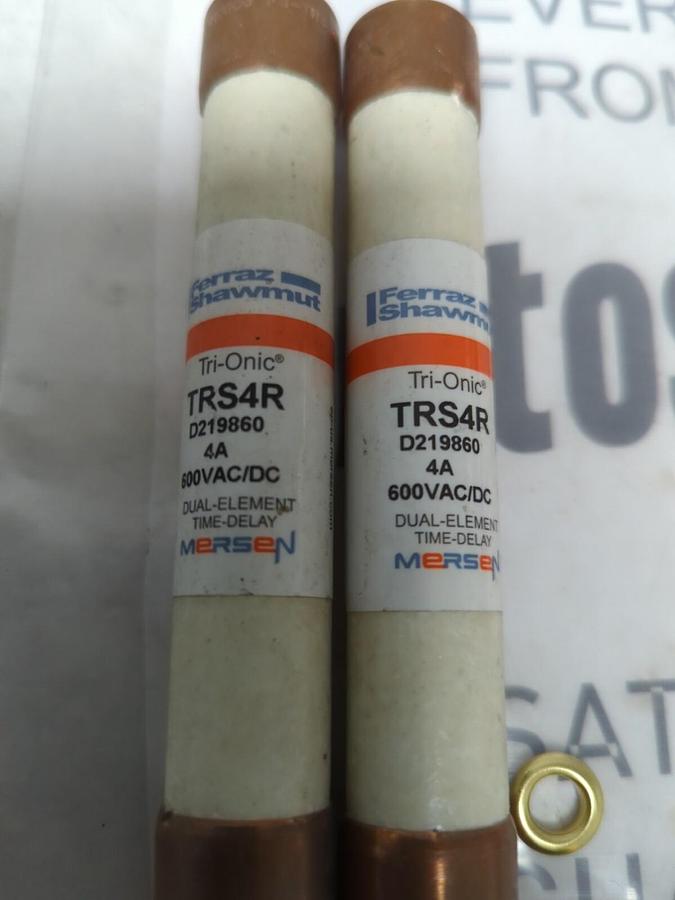 Ferraz
Shawmut
Tri-Onic®
TRS4R
D219860
4A
600VAC/DC
DUAL-ELEMENT
TIME-DELAY
MERSEN
Ferraz
Shawmut
Tri-Onic®
TRS4R
D219860
4A
600VAC/DC
DUAL-ELEMENT
TIME-DELAY
MERSEN
EVER
FROM
tos
SAT